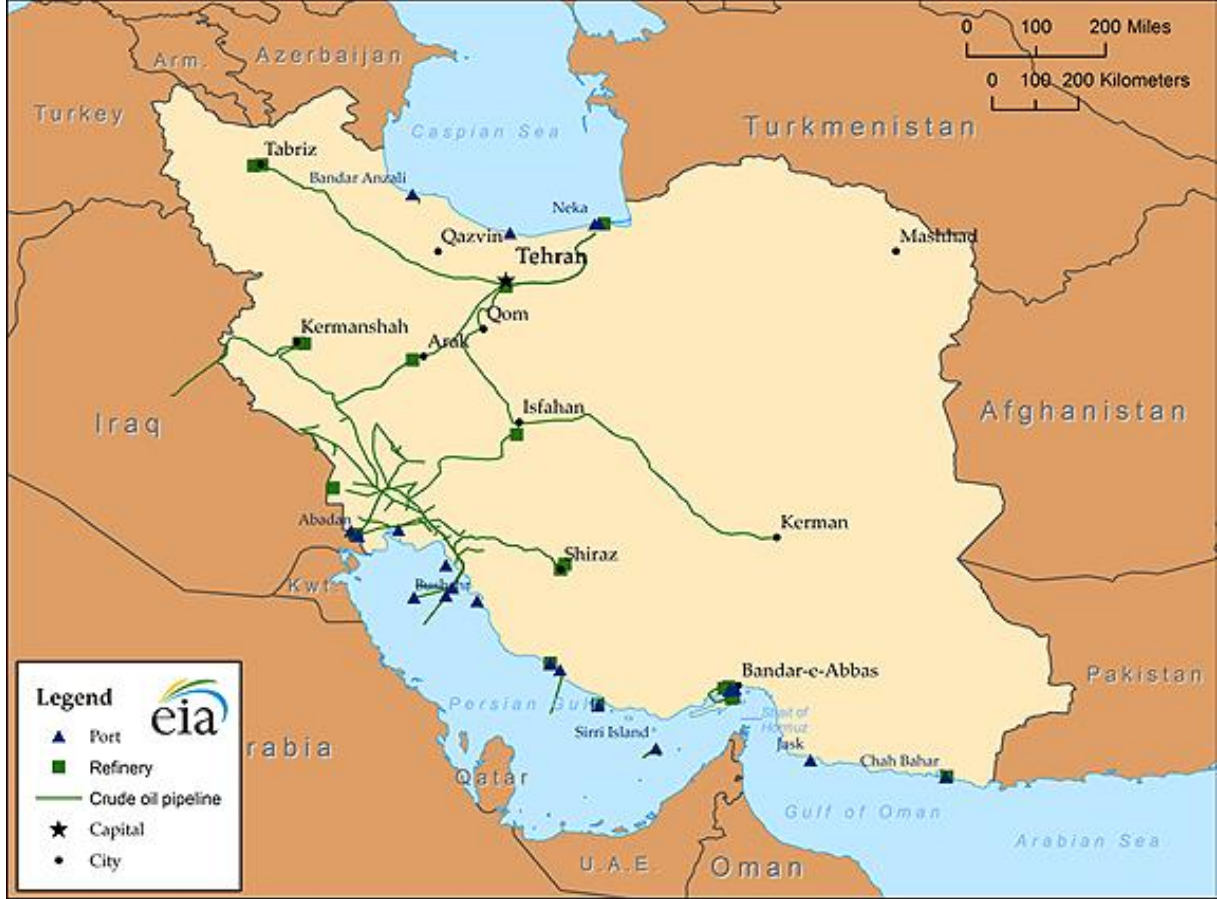 0 100 200 Miles
0 100 200 Kilometers
Arm.
Azerbaijan
Turkey
Caspian Sea
Turkmenistan
Tabriz
Bandar Anzali
Neka
Qazvin
Mashhad
Tehran
Qom
Kermanshah
Arak
Iraq
Isfahan
Afghanistan
Abadan
Kerman
Shiraz
Kwt.
Pakistan
Bandar-e-Abbas
Persian Gulf
Strait of
Hormuz
Sirri Island
Jask
Chah Bahar
rabia
Qatar
Gulf of Oman
Arabian Sea
U.A.E.
Oman
Legend
eia
Port
Refinery
Crude oil pipeline
Capital
City